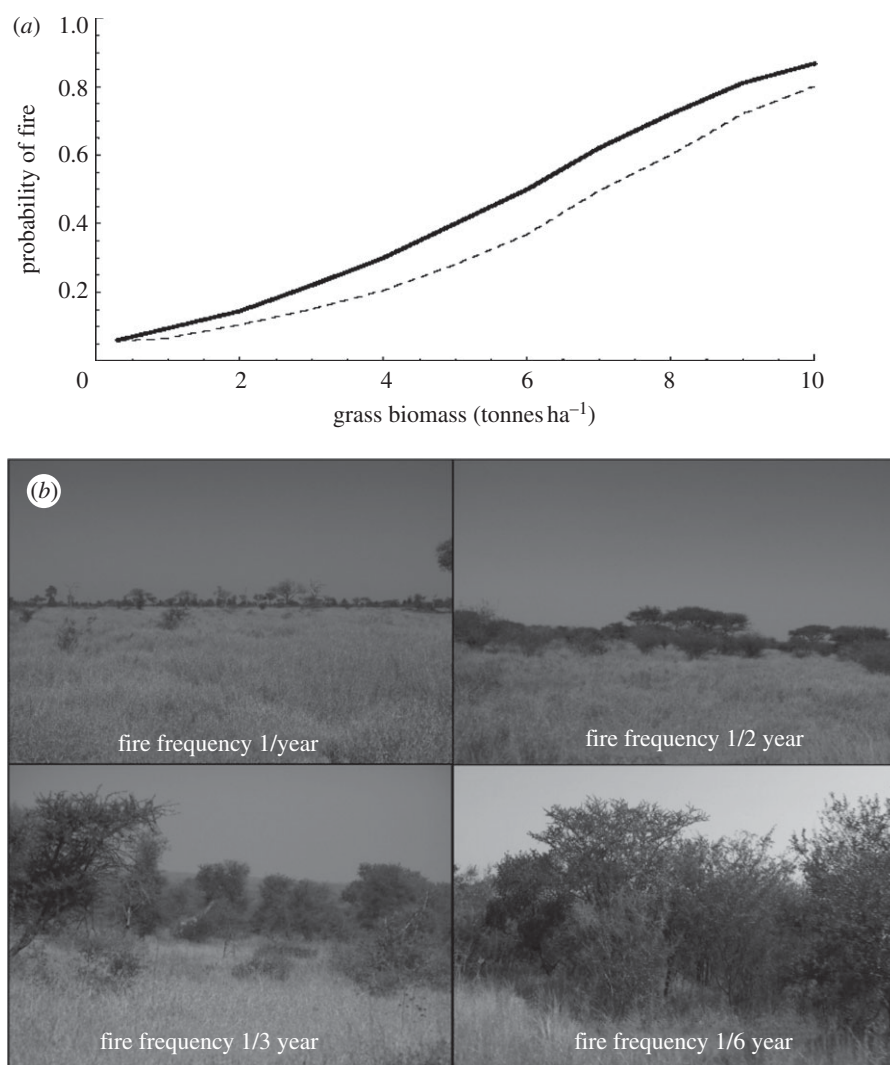 (a)
1.0
0.8
0.6
0.4
0.2
0
2
4
6
8
10
probability of fire
grass biomass (tonnes ha⁻¹)
(b)
fire frequency 1/year
fire frequency 1/2 year
fire frequency 1/3 year
fire frequency 1/6 year